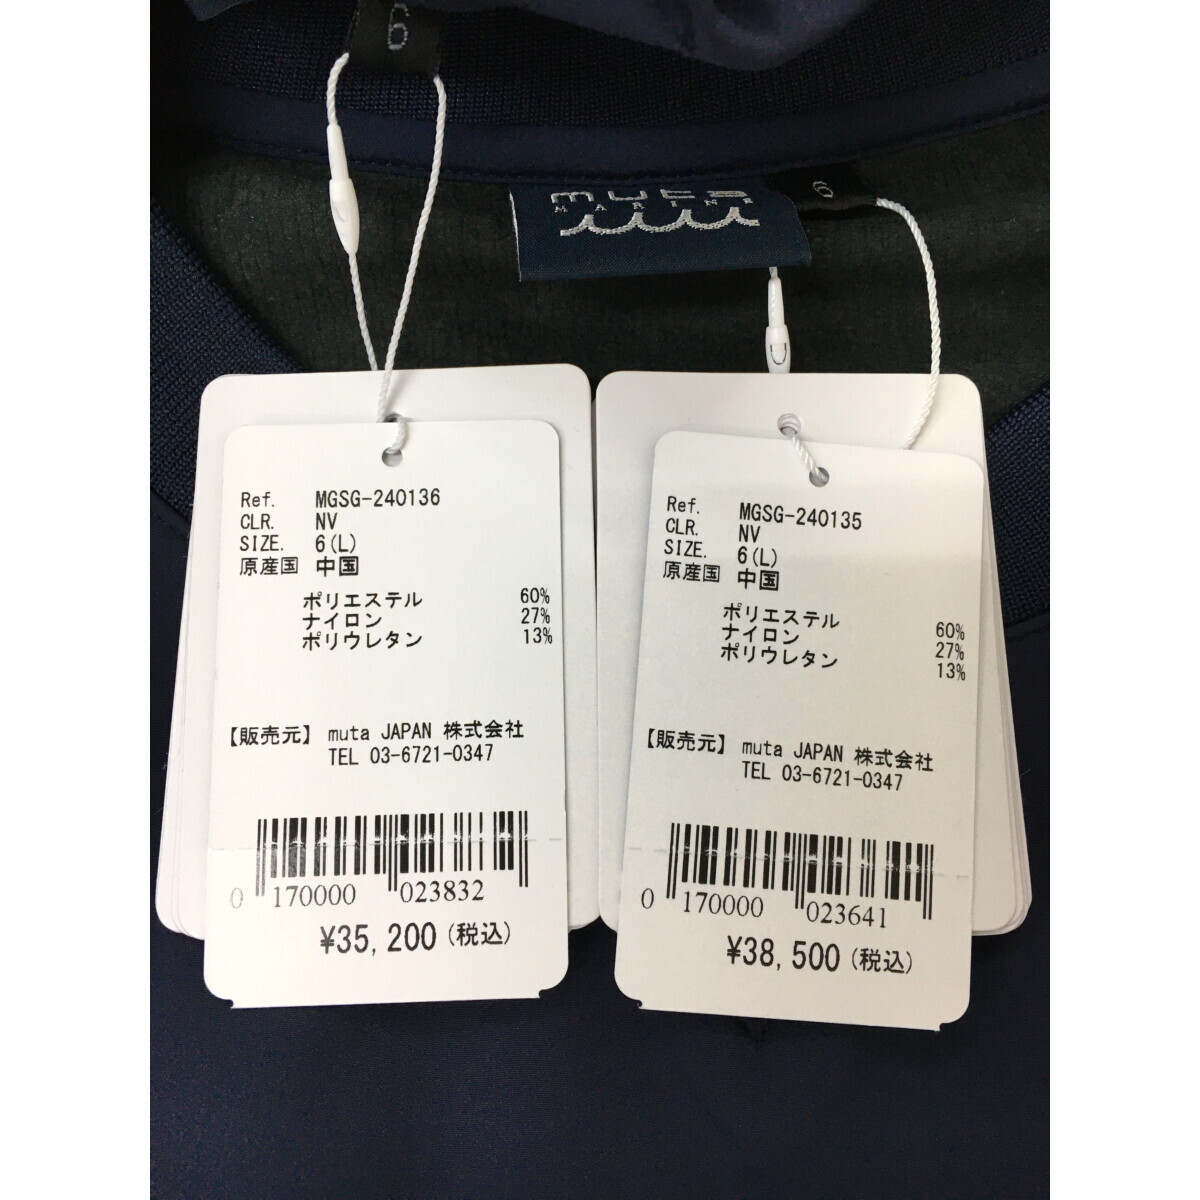 6
muta
MARINE
6
Ref. MGSG-240136
CLR. NV
SIZE. 6(L)
原産国 中国
ポリエステル 60%
ナイロン 27%
ポリウレタン 13%
【販売元】 muta JAPAN 株式会社
TEL 03-6721-0347
0 170000 023832
¥35,200(税込)
Ref. MGSG-240135
CLR. NV
SIZE. 6(L)
原産国 中国
ポリエステル 60%
ナイロン 27%
ポリウレタン 13%
【販売元】 muta JAPAN 株式会社
TEL 03-6721-0347
0 170000 023641
¥38,500(税込)